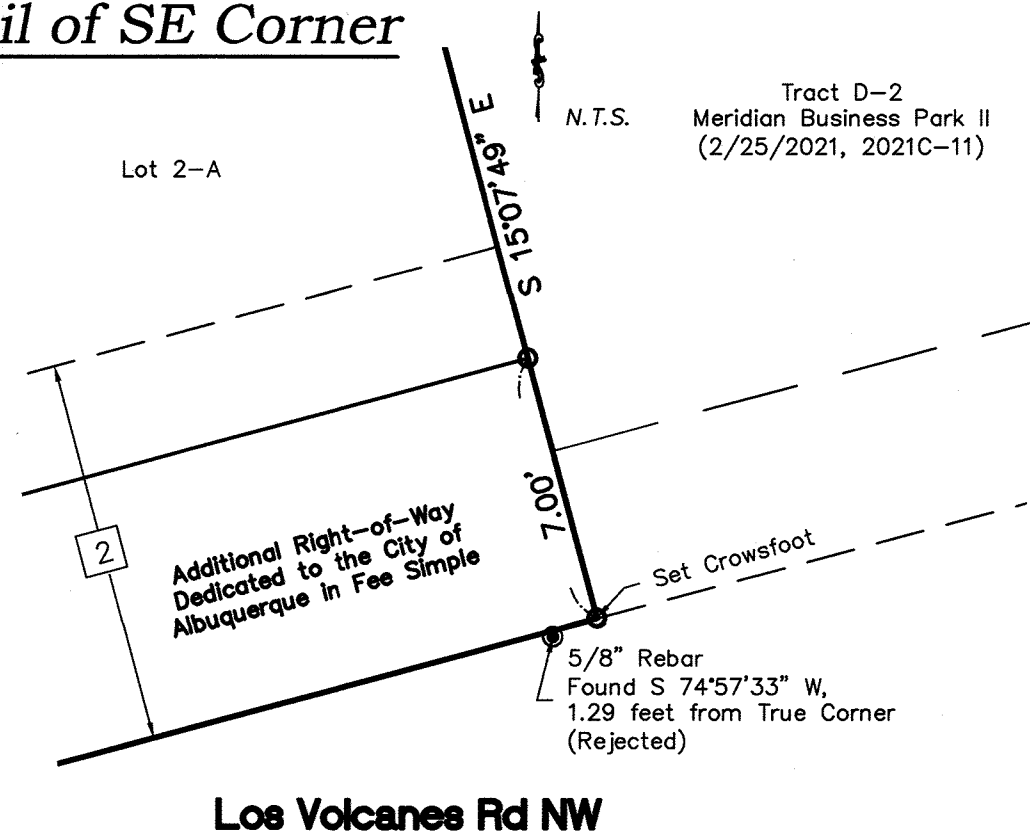 il of SE Corner
N.T.S.
Tract D-2
Meridian Business Park II
(2/25/2021, 2021C-11)
Lot 2-A
S 15°07'49" E
7.00'
2
Additional Right-of-Way
Dedicated to the City of
Albuquerque in Fee Simple
Set Crowsfoot
5/8" Rebar
Found S 74°57'33" W,
1.29 feet from True Corner
(Rejected)
Los Volcanes Rd NW